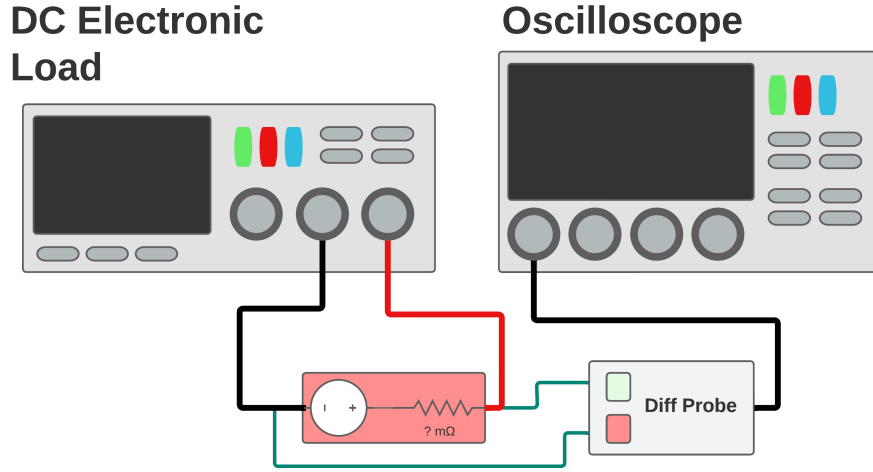 DC Electronic
Load
Oscilloscope
- +
? mΩ
Diff Probe